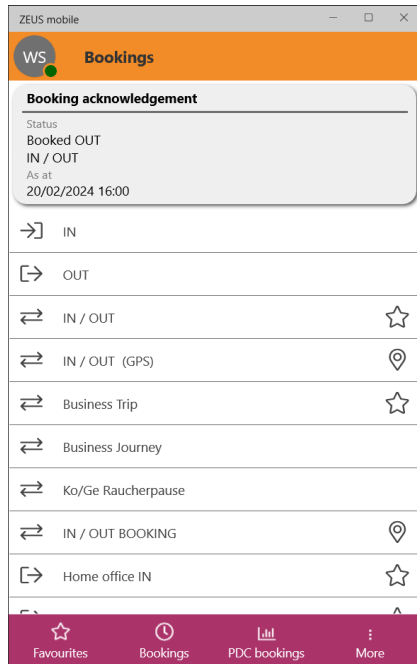 ZEUS mobile
WS
Bookings
Booking acknowledgement
Status
Booked OUT
IN / OUT
As at
20/02/2024 16:00
IN
OUT
IN / OUT
IN / OUT (GPS)
Business Trip
Business Journey
Ko/Ge Raucherpause
IN / OUT BOOKING
Home office IN
Favourites
Bookings
PDC bookings
More